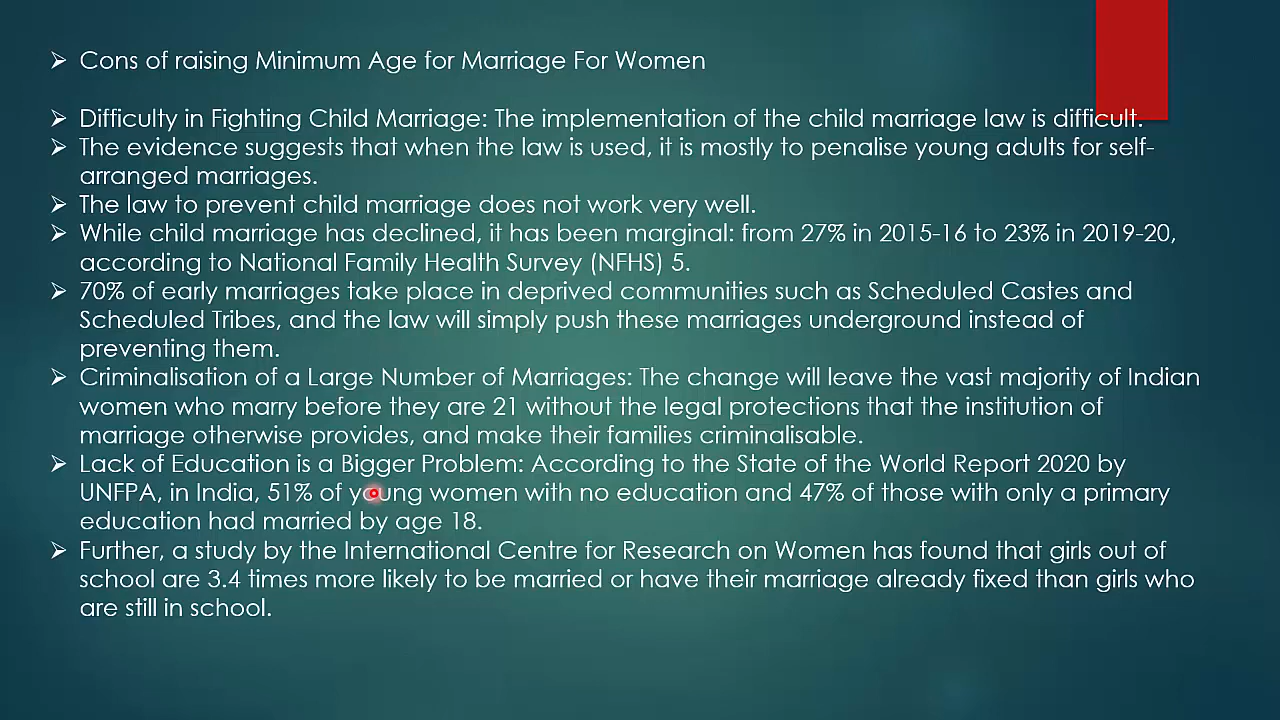 Cons of raising Minimum Age for Marriage For Women
Difficulty in Fighting Child Marriage: The implementation of the child marriage law is difficult.
The evidence suggests that when the law is used, it is mostly to penalise young adults for self-
arranged marriages.
The law to prevent child marriage does not work very well.
While child marriage has declined, it has been marginal: from 27% in 2015-16 to 23% in 2019-20,
according to National Family Health Survey (NFHS) 5.
70% of early marriages take place in deprived communities such as Scheduled Castes and
Scheduled Tribes, and the law will simply push these marriages underground instead of
preventing them.
Criminalisation of a Large Number of Marriages: The change will leave the vast majority of Indian
women who marry before they are 21 without the legal protections that the institution of
marriage otherwise provides, and make their families criminalisable.
Lack of Education is a Bigger Problem: According to the State of the World Report 2020 by
UNFPA, in India, 51% of young women with no education and 47% of those with only a primary
education had married by age 18.
Further, a study by the International Centre for Research on Women has found that girls out of
school are 3.4 times more likely to be married or have their marriage already fixed than girls who
are still in school.